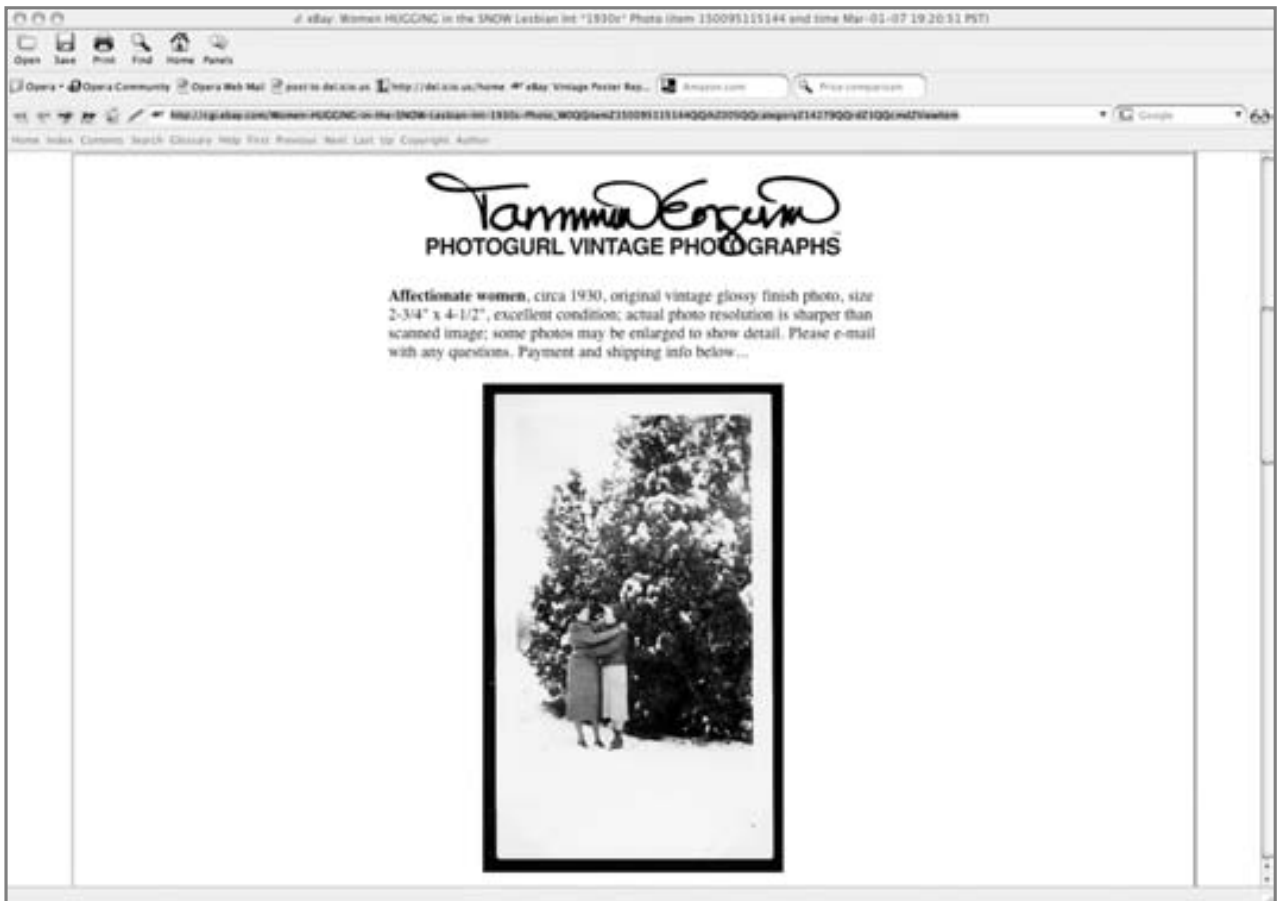 eBay: Women HUGGING in the SNOW Lesbian Int *1930s* Photo (item 150095115144 end time Mar-01-07 19:20:51 PST)
Open Save Print Find Home Panels
Opera Opera Community Opera Web Mail post to del.icio.us http://del.icio.us/home eBay Vintage Poster Rep... Amazon.com Price comparison
Google
Home Index Contents Search Glossary Help First Previous Next Last Up Copyright Author
PHOTOGURL VINTAGE PHOTOGRAPHS
Affectionate women, circa 1930, original vintage glossy finish photo, size
2-3/4" x 4-1/2", excellent condition; actual photo resolution is sharper than
scanned image; some photos may be enlarged to show detail. Please e-mail
with any questions. Payment and shipping info below...